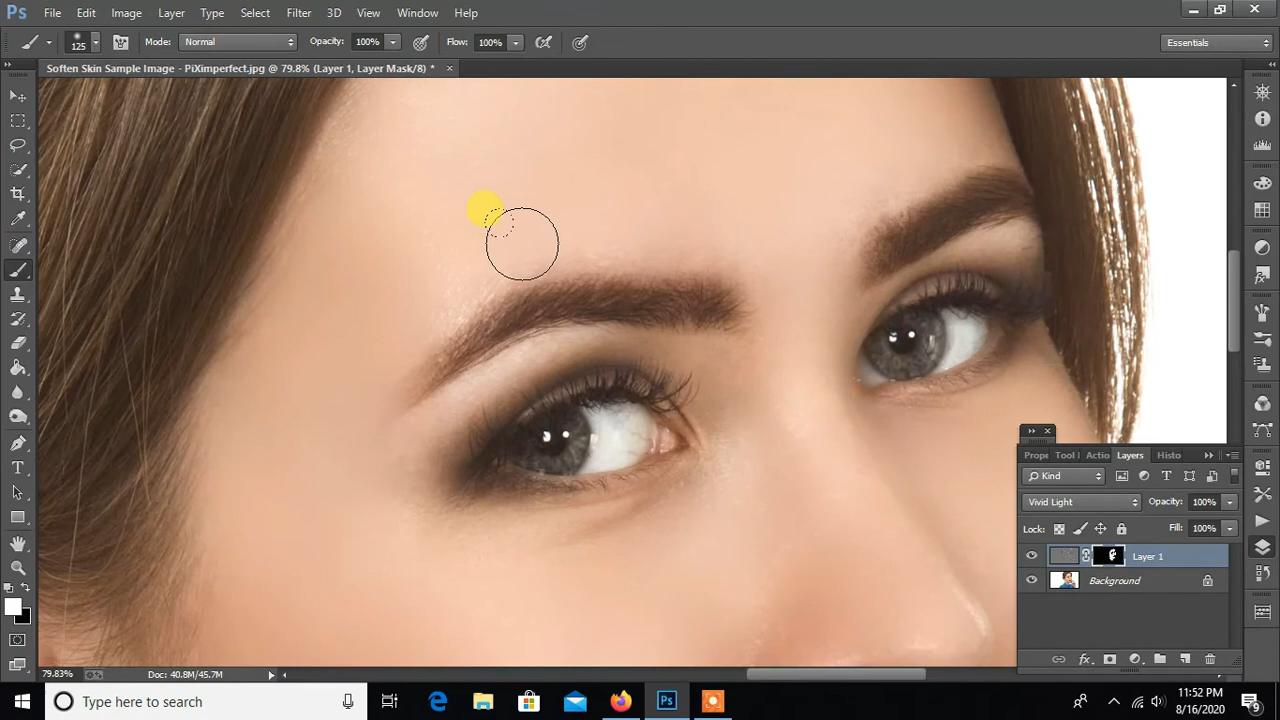 Ps File Edit Image Layer Type Select Filter 3D View Window Help
125 Mode: Normal Opacity: 100% Flow: 100% Essentials
Soften Skin Sample Image - PiXimperfect.jpg @ 79.8% (Layer 1, Layer Mask/8) *
Prope Tool Actio Layers Histo
Kind
Vivid Light Opacity: 100%
Lock: Fill: 100%
Layer 1
Background
79.83% Doc: 40.8M/45.7M
Type here to search
Ps
11:52 PM
8/16/2020
9